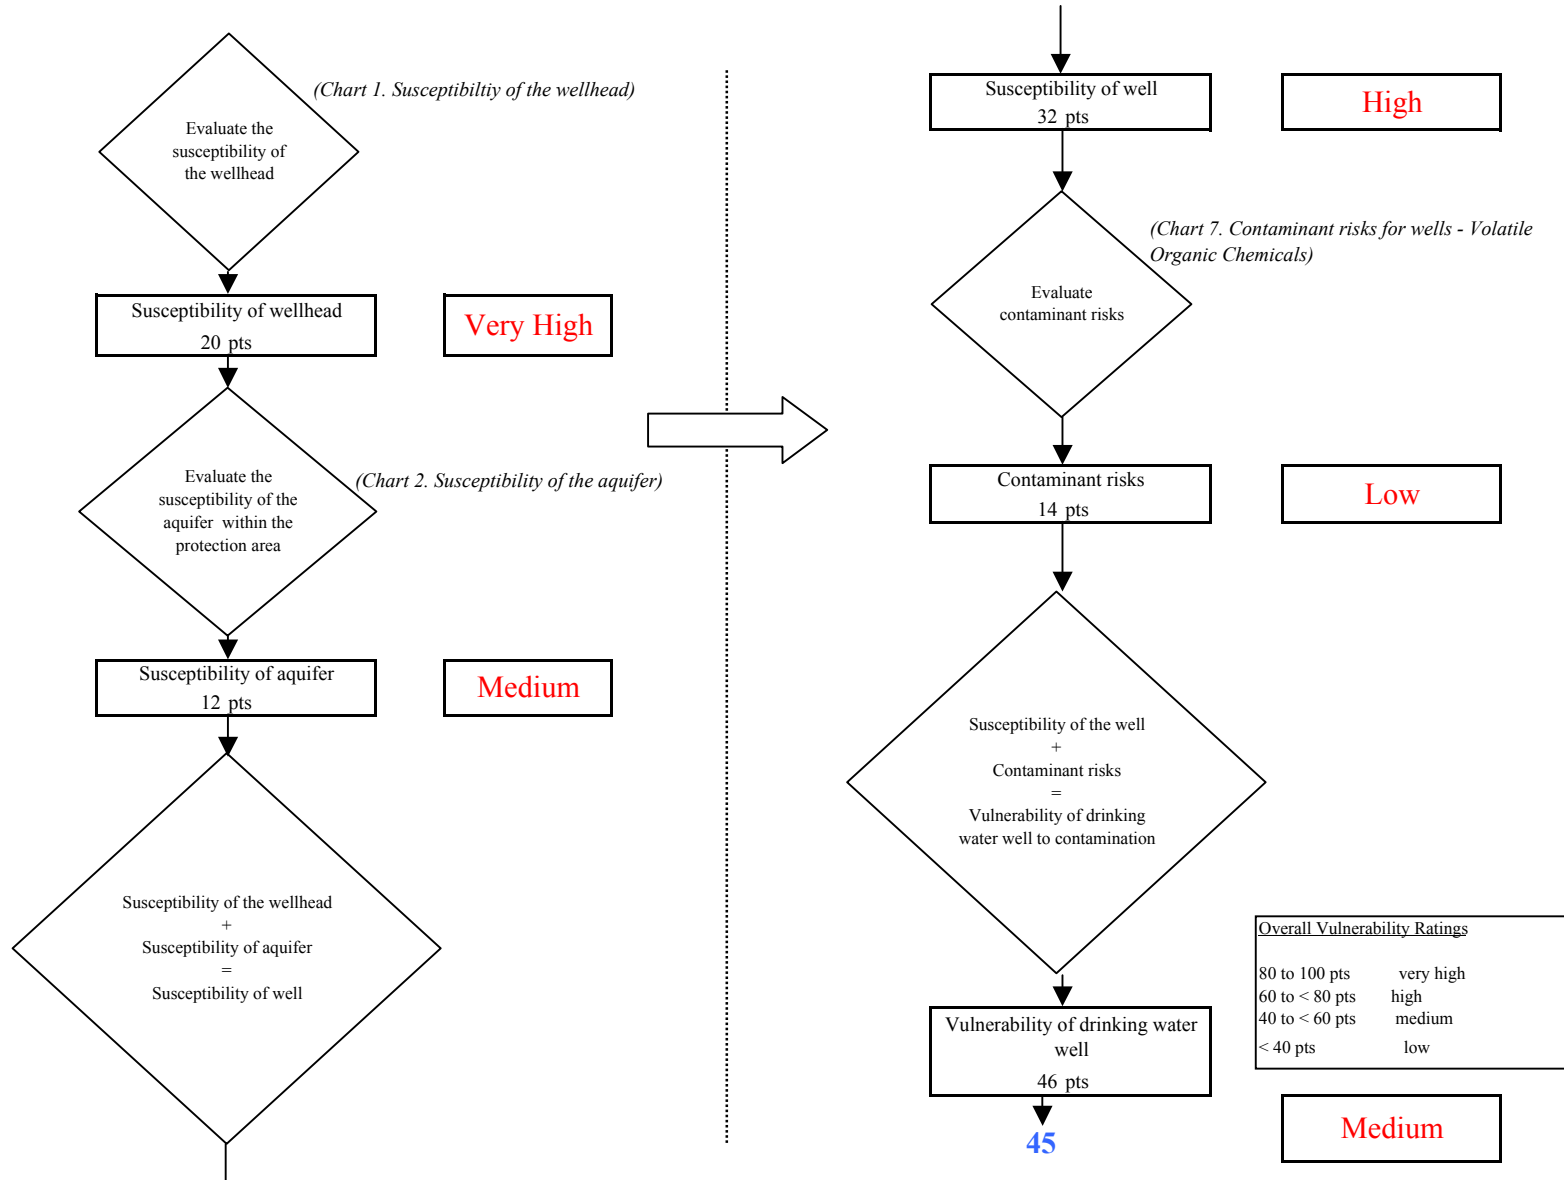 (Chart 1. Susceptibiltiy of the wellhead)
Evaluate the
susceptibility of
the wellhead
Susceptibility of wellhead
20 pts
Very High
Evaluate the
susceptibility of the
aquifer within the
protection area
(Chart 2. Susceptibility of the aquifer)
Susceptibility of aquifer
12 pts
Medium
Susceptibility of the wellhead
+
Susceptibility of aquifer
=
Susceptibility of well
Susceptibility of well
32 pts
High
(Chart 7. Contaminant risks for wells - Volatile
Organic Chemicals)
Evaluate
contaminant risks
Contaminant risks
14 pts
Low
Susceptibility of the well
+
Contaminant risks
=
Vulnerability of drinking
water well to contamination
Overall Vulnerability Ratings
80 to 100 pts very high
60 to < 80 pts high
40 to < 60 pts medium
< 40 pts low
Vulnerability of drinking water
well
46 pts
45
Medium